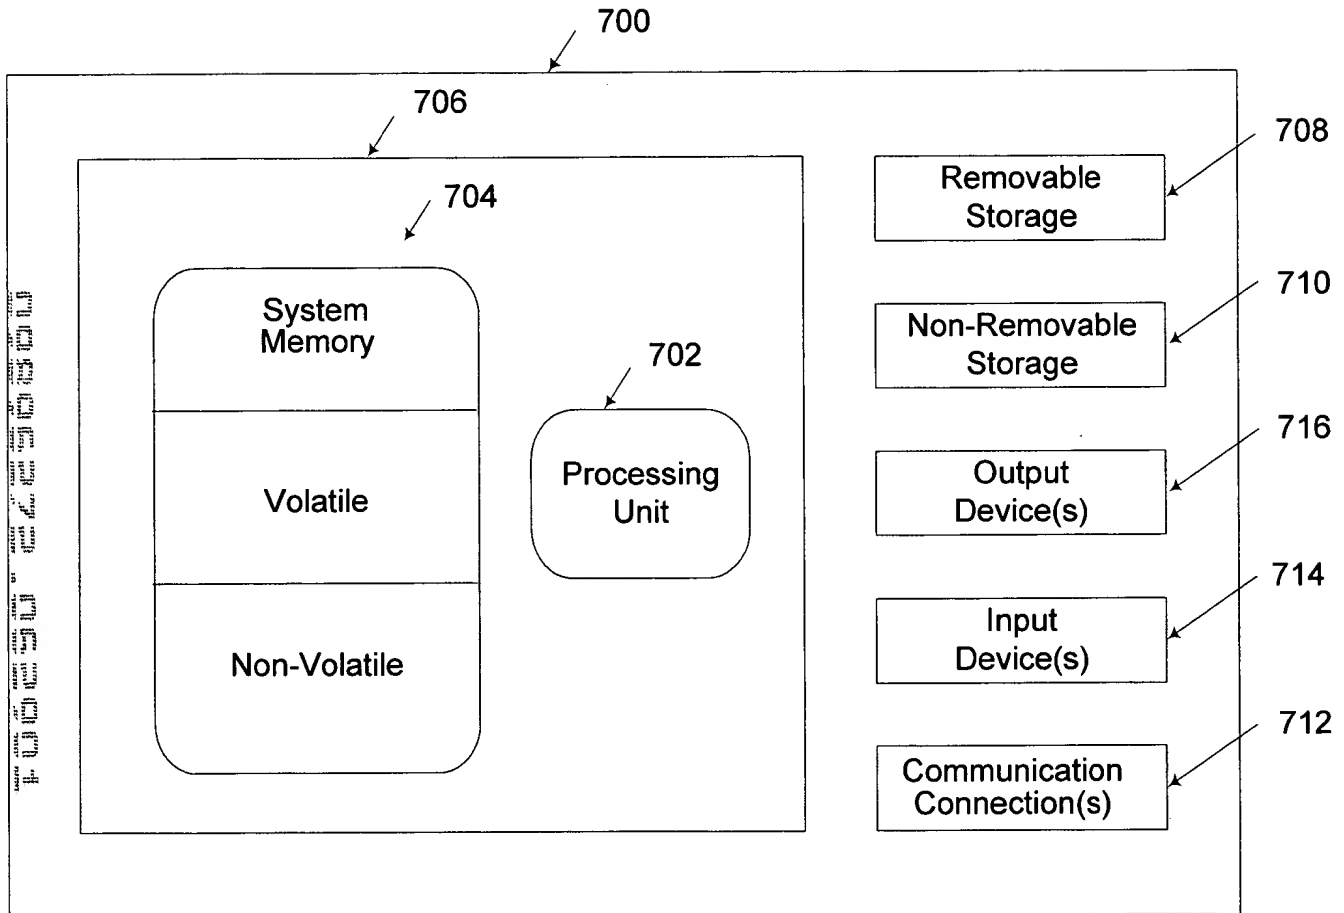 700
706
708
704
Removable
Storage
710
System
Memory
Non-Removable
Storage
702
716
Processing
Unit
Output
Device(s)
Volatile
714
Input
Device(s)
Non-Volatile
712
Communication
Connection(s)